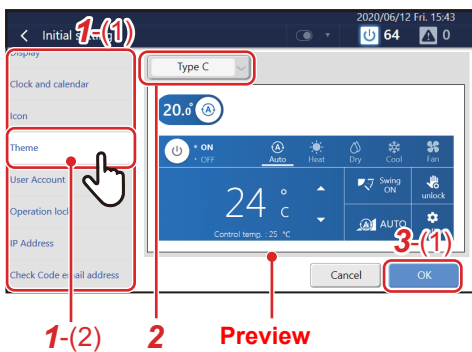 2020/06/12 Fri. 15:43
Initial
1-(1)
64
0
Display
Type C
Clock and calendar
Icon
20.0
A
Theme
ON
OFF
A
Auto
Heat
Dry
Cool
Fan
User Account
24 °C
Swing
ON
unlock
Operation lock
A
AUTO
Control temp. : 25 °C
3-(1)
IP Address
Check Code email address
Cancel
OK
1-(2)
2
Preview